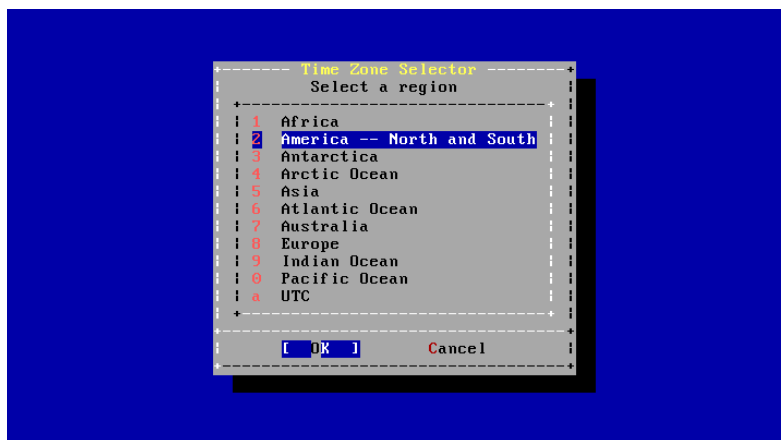 Time Zone Selector
Select a region
1 Africa
2 America -- North and South
3 Antarctica
4 Arctic Ocean
5 Asia
6 Atlantic Ocean
7 Australia
8 Europe
9 Indian Ocean
0 Pacific Ocean
a UTC
[ OK ] Cancel